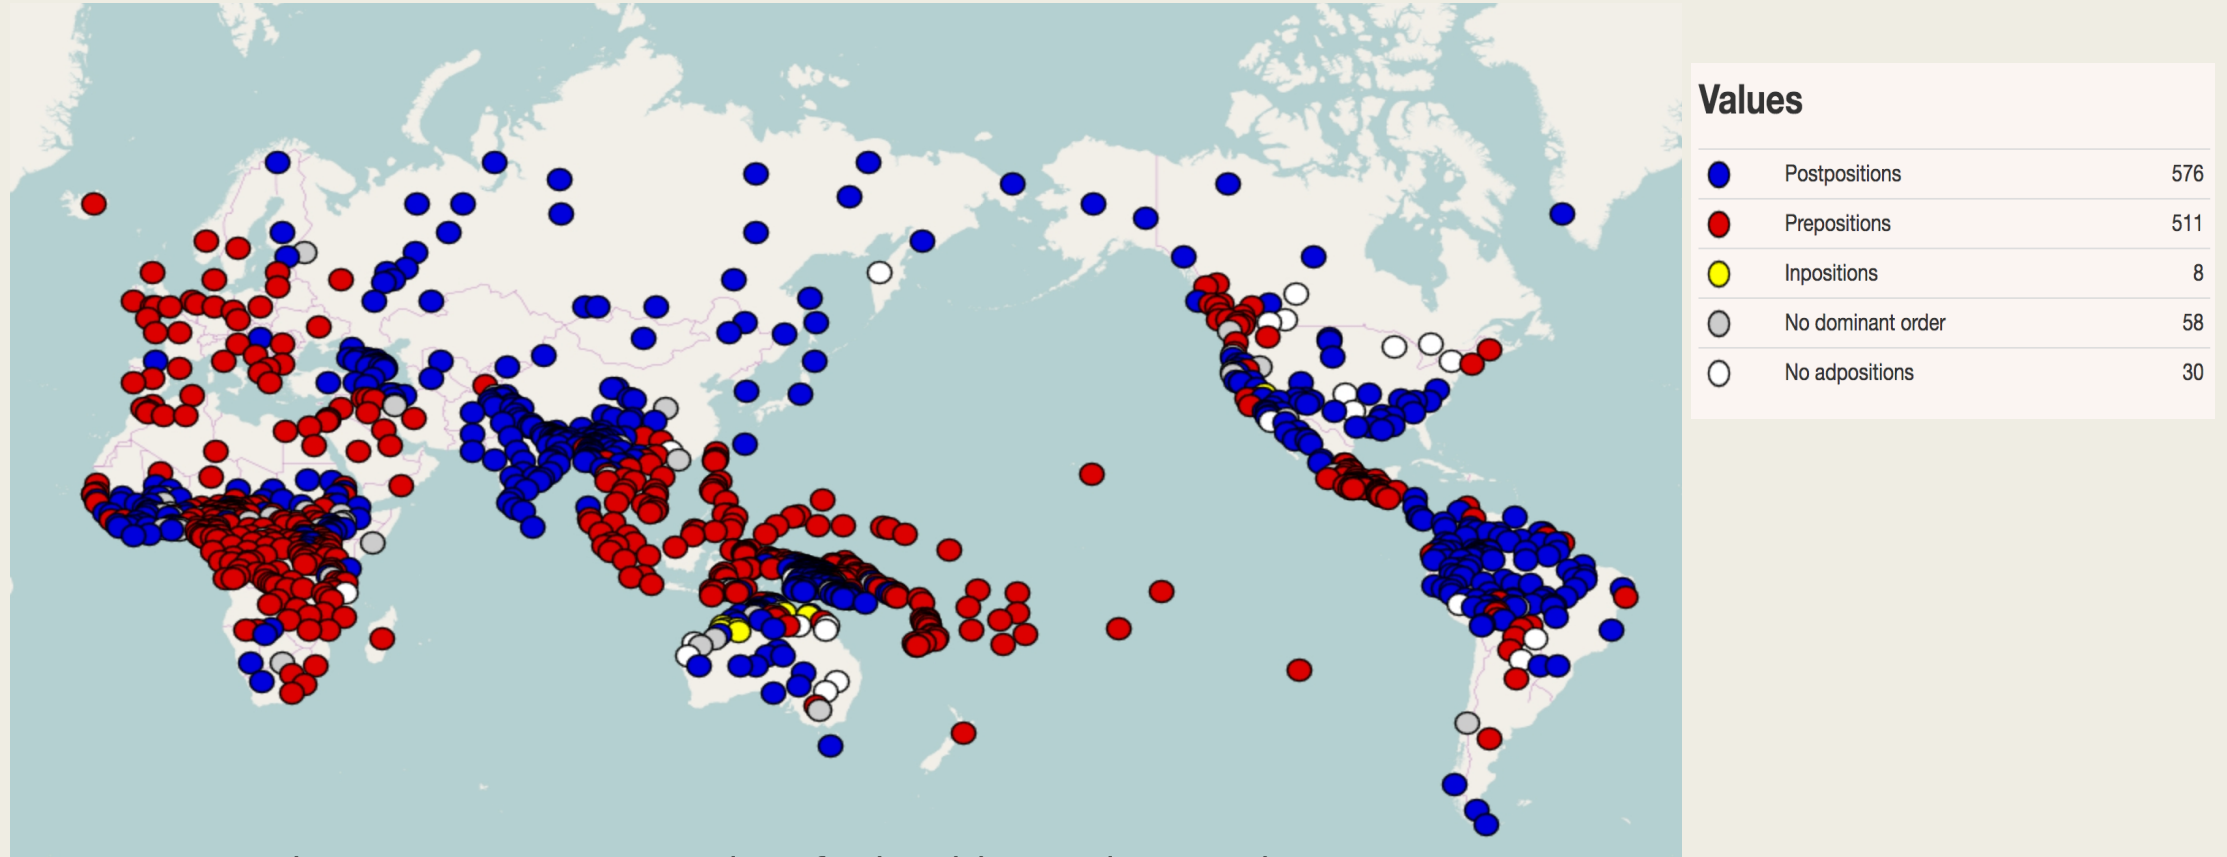 Values
Postpositions 576
Prepositions 511
Inpositions 8
No dominant order 58
No adpositions 30